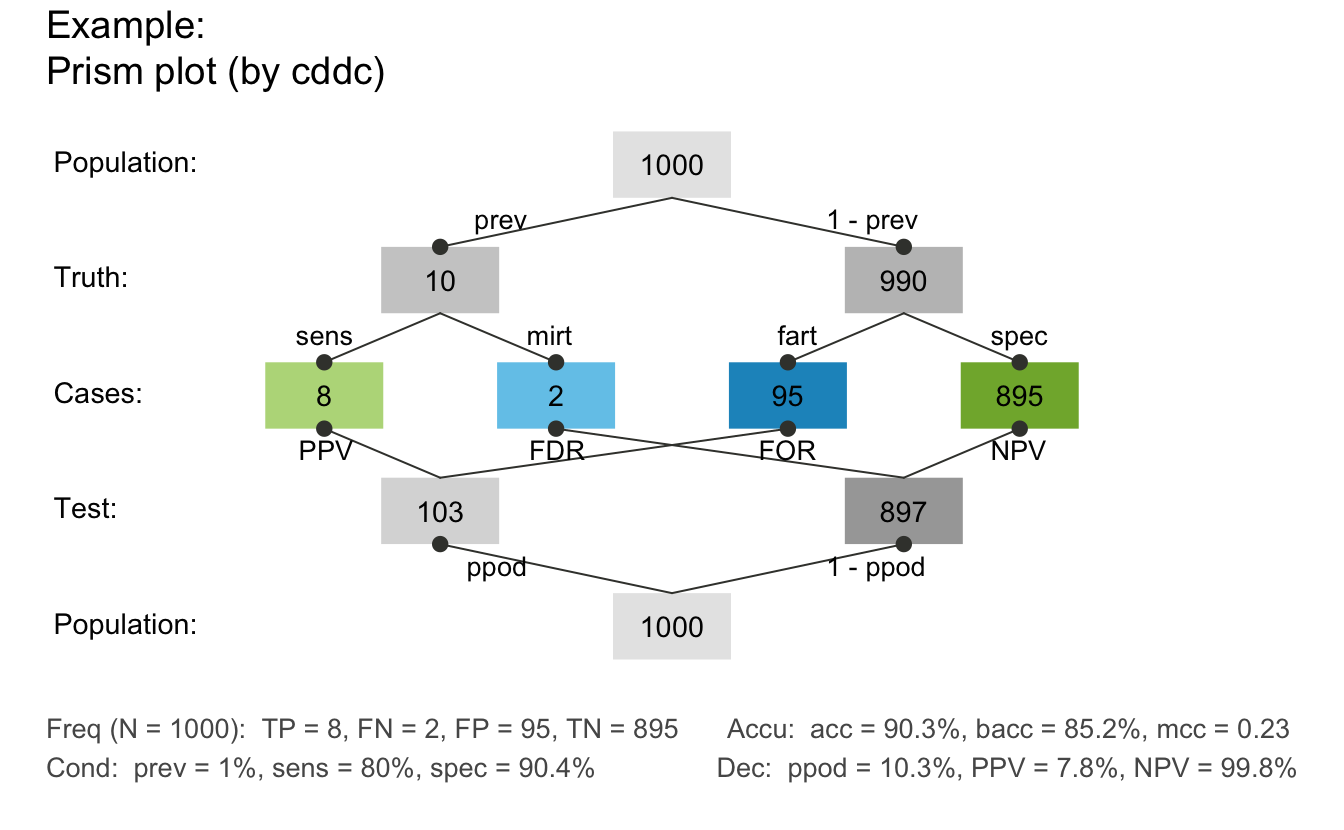 Example:
Prism plot (by cddc)
Population: 1000
prev 1 - prev
Truth: 10 990
sens mirt fart spec
Cases: 8 2 95 895
PPV FDR FOR NPV
Test: 103 897
ppod 1 - ppod
Population: 1000
Freq (N = 1000):  TP = 8, FN = 2, FP = 95, TN = 895 Accu:  acc = 90.3%, bacc = 85.2%, mcc = 0.23
Cond:  prev = 1%, sens = 80%, spec = 90.4% Dec:  ppod = 10.3%, PPV = 7.8%, NPV = 99.8%